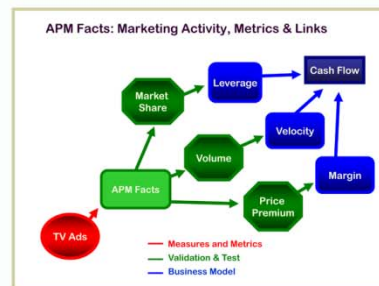 APM Facts: Marketing Activity, Metrics & Links
Cash Flow
Leverage
Market
Share
Velocity
Volume
Margin
APM Facts
Price
Premium
TV Ads
Measures and Metrics
Validation & Test
Business Model